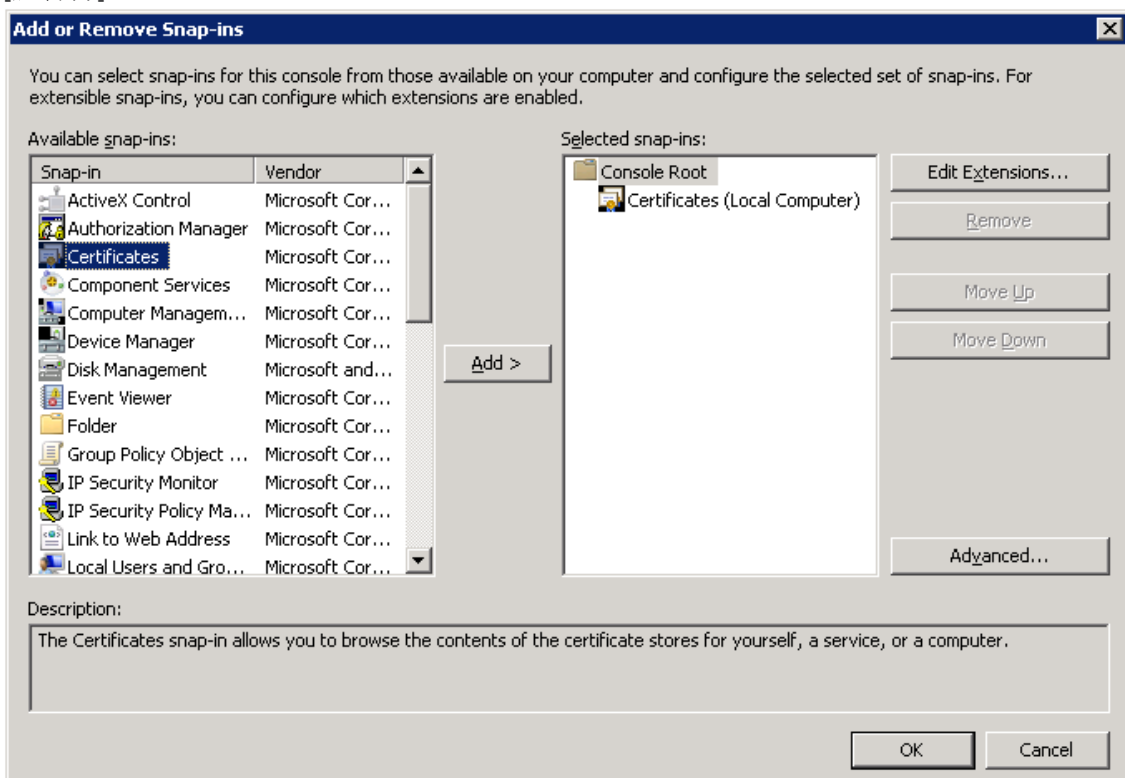 Add or Remove Snap-ins
You can select snap-ins for this console from those available on your computer and configure the selected set of snap-ins. For
extensible snap-ins, you can configure which extensions are enabled.
Available snap-ins:
Snap-in Vendor
ActiveX Control Microsoft Cor...
Authorization Manager Microsoft Cor...
Certificates Microsoft Cor...
Component Services Microsoft Cor...
Computer Managem... Microsoft Cor...
Device Manager Microsoft Cor...
Disk Management Microsoft and...
Event Viewer Microsoft Cor...
Folder Microsoft Cor...
Group Policy Object ... Microsoft Cor...
IP Security Monitor Microsoft Cor...
IP Security Policy Ma... Microsoft Cor...
Link to Web Address Microsoft Cor...
Local Users and Gro... Microsoft Cor...
Add >
Selected snap-ins:
Console Root
Certificates (Local Computer)
Edit Extensions...
Remove
Move Up
Move Down
Advanced...
Description:
The Certificates snap-in allows you to browse the contents of the certificate stores for yourself, a service, or a computer.
OK Cancel